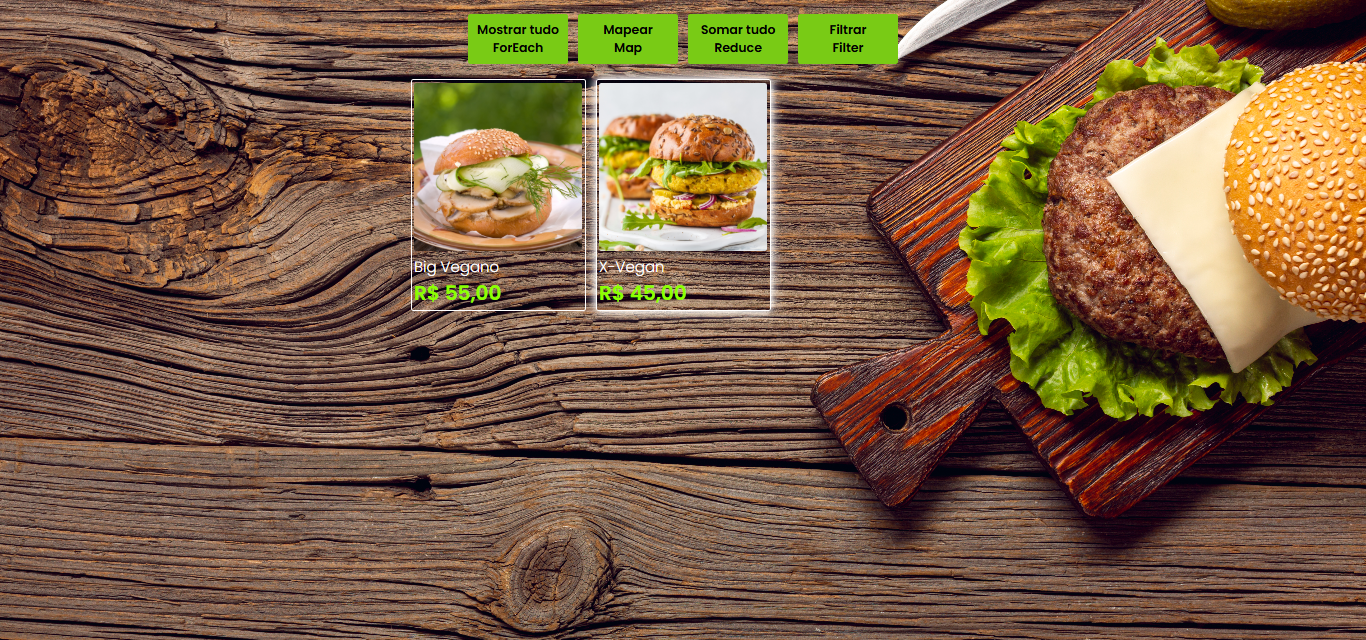 Mostrar tudo
ForEach
Mapear
Map
Somar tudo
Reduce
Filtrar
Filter
Big Vegano
R$ 55,00
X-Vegan
R$ 45,00